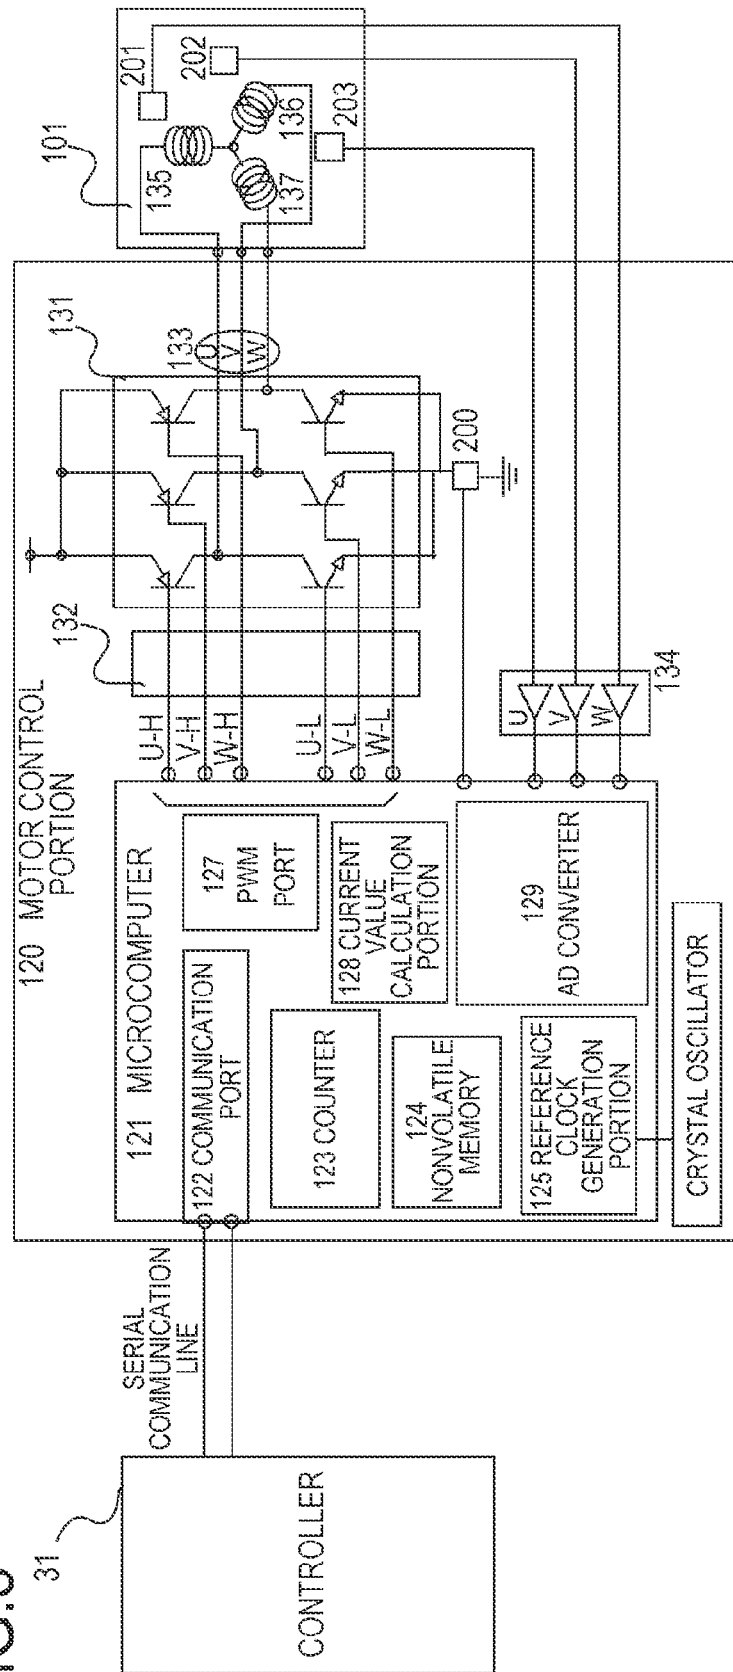 31
CONTROLLER
SERIAL
COMMUNICATION
LINE
120 MOTOR CONTROL
PORTION
121 MICROCOMPUTER
122 COMMUNICATION
PORT
123 COUNTER
124
NONVOLATILE
MEMORY
125 REFERENCE
CLOCK
GENERATION
PORTION
CRYSTAL OSCILLATOR
127
PWM
PORT
128 CURRENT
VALUE
CALCULATION
PORTION
129
AD CONVERTER
U-H
V-H
W-H
U-L
V-L
W-L
132
131
133
U
V
W
200
U
V
W
134
101
135
136
137
201
202
203